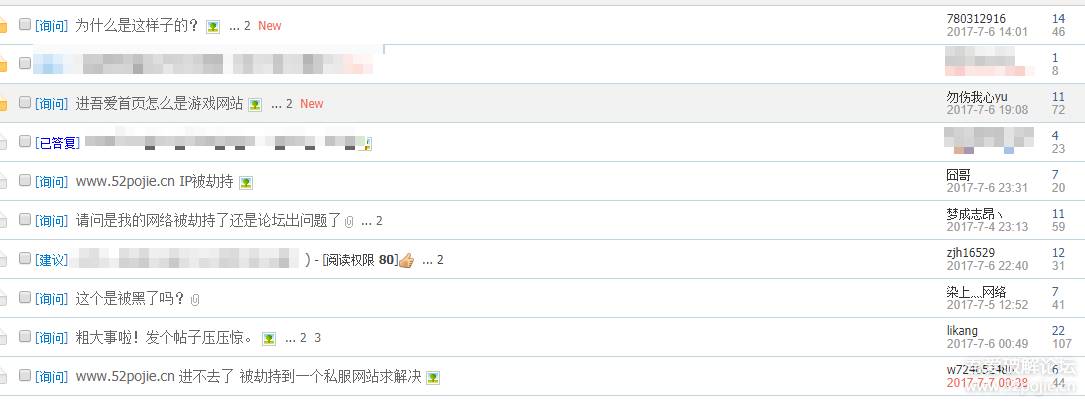 [询问] 为什么是这样子的？ ... 2 New 780312916 14
2017-7-6 14:01 46
1
8
[询问] 进吾爱首页怎么是游戏网站 ... 2 New 勿伤我心yu 11
2017-7-6 19:08 72
[已答复] 4
23
[询问] www.52pojie.cn IP被劫持 囧哥 7
2017-7-6 23:31 20
[询问] 请问是我的网络被劫持了还是论坛出问题了 ... 2 梦成志昂丶 11
2017-7-4 23:13 59
[建议] ) - [阅读权限 80] ... 2 zjh16529 12
2017-7-6 22:40 31
[询问] 这个是被黑了吗？ 染上﹏网络 7
2017-7-5 12:52 41
[询问] 粗大事啦！发个帖子压压惊。 ... 2 3 likang 22
2017-7-6 00:49 107
[询问] www.52pojie.cn 进不去了 被劫持到一个私服网站求解决 6
2017-7-7 09:38 44
吾爱破解论坛
www.52pojie.cn